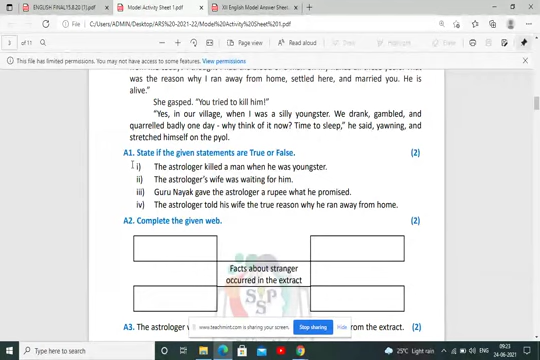 ENGLISH FINAL15.8.20 (1).pdf
Model Activity Sheet 1.pdf
XII English Model Answer Sheet
File | C:/Users/ADMIN/Desktop/ARS%20-2021-22/Model%20Activity%20Sheet%201.pdf
3 of 11
Page view
Read aloud
Draw
Highlight
Erase
This file has limited permissions. You may not have access to some features. View permissions
was the reason why I ran away from home, settled here, and married you. He is
alive.”
She gasped. “You tried to kill him!”
“Yes, in our village, when I was a silly youngster. We drank, gambled, and
quarrelled badly one day - why think of it now? Time to sleep,” he said, yawning, and
stretched himself on the pyol.
A1. State if the given statements are True or False. (2)
i) The astrologer killed a man when he was youngster.
ii) The astrologer's wife was waiting for him.
iii) Guru Nayak gave the astrologer a rupee what he promised.
iv) The astrologer told his wife the true reason why he ran away from home.
A2. Complete the given web. (2)
Facts about stranger
occurred in the extract
SSP
A3. The astrologer from the extract. (2)
www.teachmint.com is sharing your screen. Stop sharing Hide
Type here to search
25°C Light rain
ENG
09:23
24-06-2021